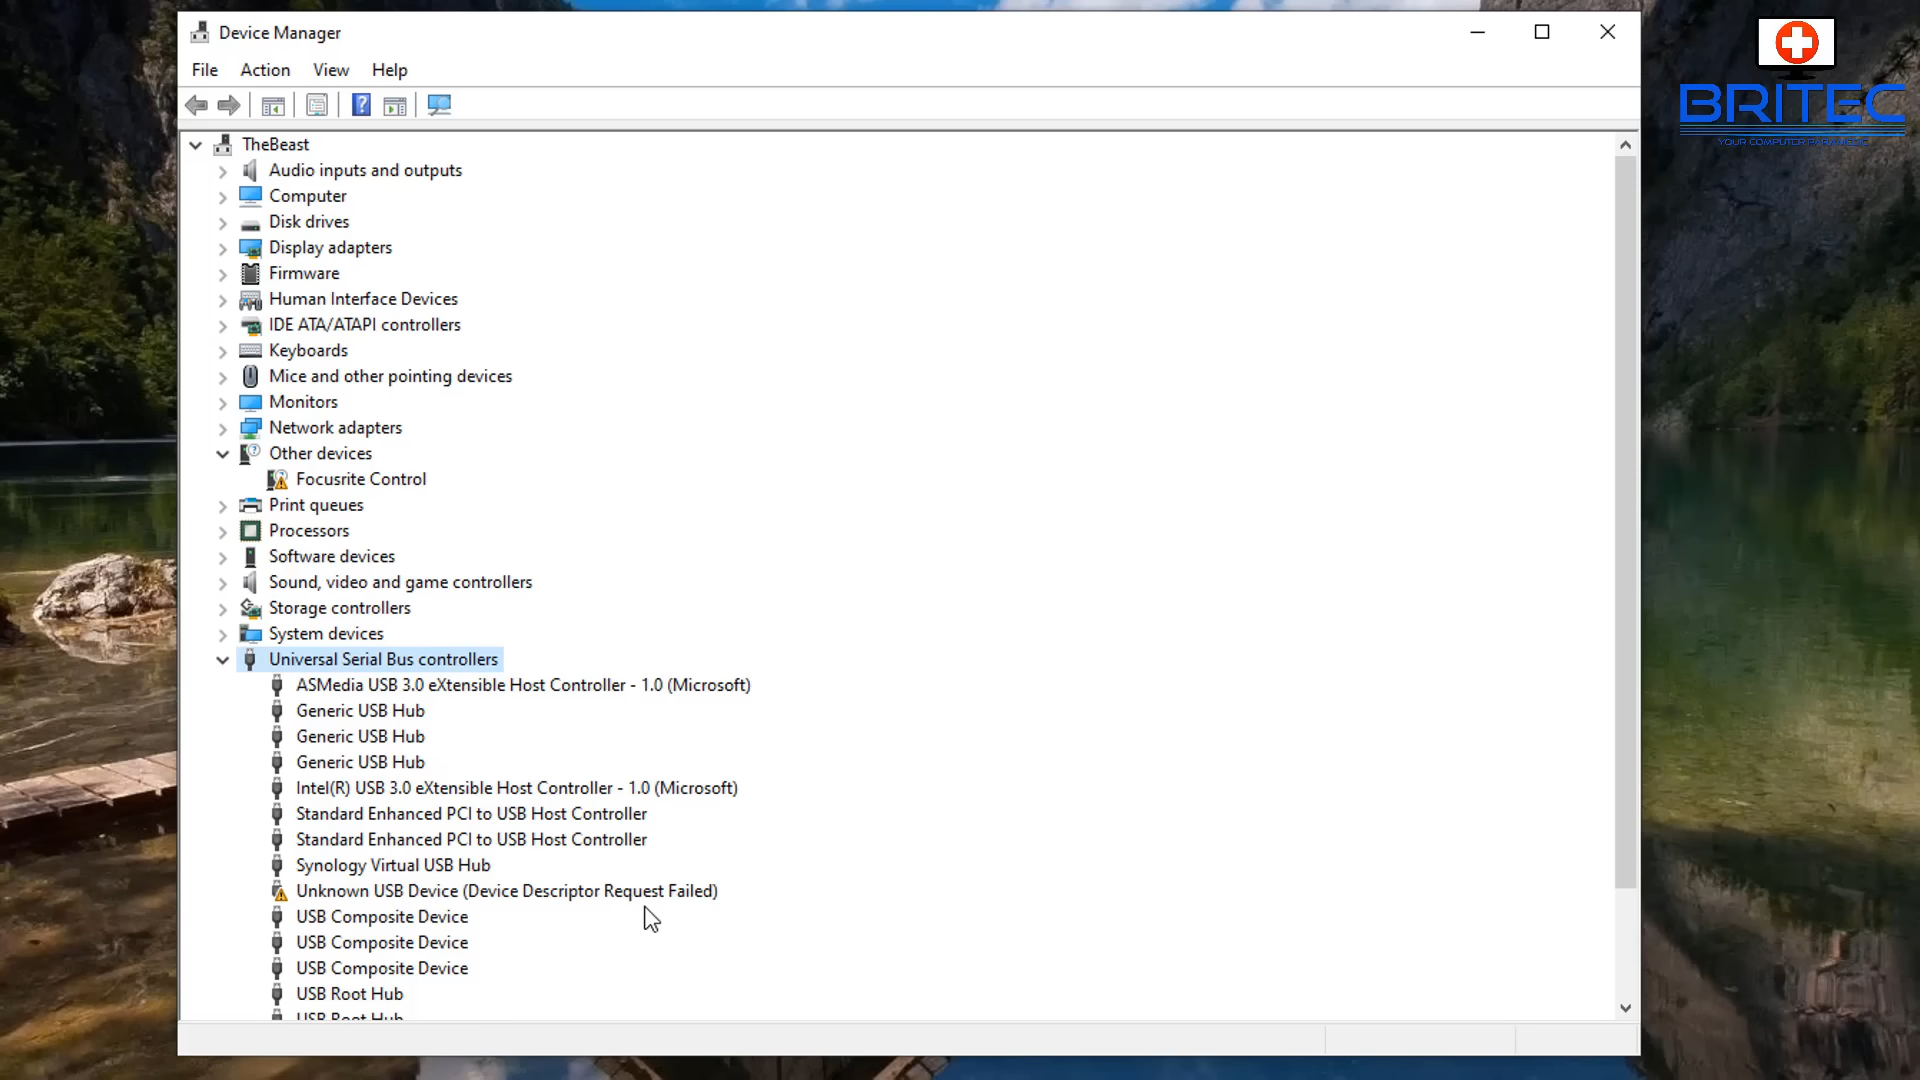 Device Manager
File Action View Help
TheBeast
Audio inputs and outputs
Computer
Disk drives
Display adapters
Firmware
Human Interface Devices
IDE ATA/ATAPI controllers
Keyboards
Mice and other pointing devices
Monitors
Network adapters
Other devices
Focusrite Control
Print queues
Processors
Software devices
Sound, video and game controllers
Storage controllers
System devices
Universal Serial Bus controllers
ASMedia USB 3.0 eXtensible Host Controller - 1.0 (Microsoft)
Generic USB Hub
Generic USB Hub
Generic USB Hub
Intel(R) USB 3.0 eXtensible Host Controller - 1.0 (Microsoft)
Standard Enhanced PCI to USB Host Controller
Standard Enhanced PCI to USB Host Controller
Synology Virtual USB Hub
Unknown USB Device (Device Descriptor Request Failed)
USB Composite Device
USB Composite Device
USB Composite Device
USB Root Hub
USB Root Hub
BRITEC
YOUR COMPUTER PARAMEDIC